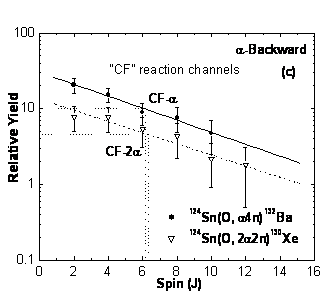 100
α-Backward
"CF" reaction channels
(c)
CF-α
10
CF-2α
Relative Yield
1
¹²⁴Sn(O, α4n)¹³²Ba
¹²⁴Sn(O, 2α2n)¹³⁰Xe
0.1
0 2 4 6 8 10 12 14 16
Spin (J)